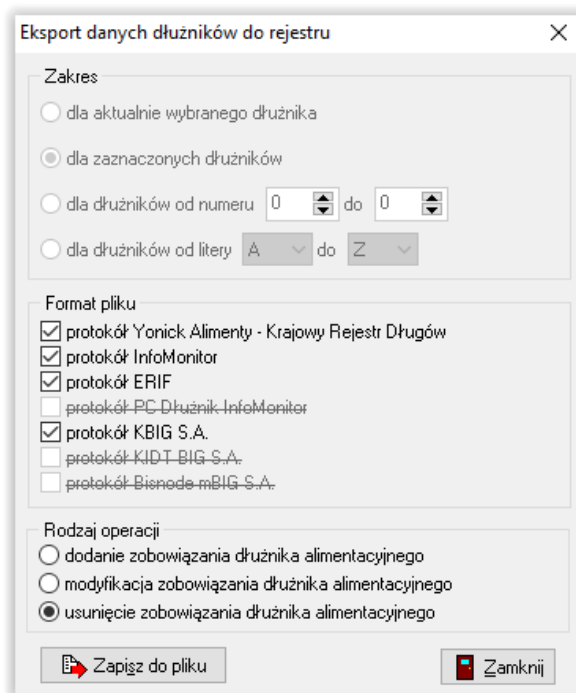 Eksport danych dłużników do rejestru
Zakres
dla aktualnie wybranego dłużnika
dla zaznaczonych dłużników
dla dłużników od numeru 0 do 0
dla dłużników od litery A do Z
Format pliku
protokół Yonick Alimenty - Krajowy Rejestr Długów
protokół InfoMonitor
protokół ERIF
protokół PC Dłużnik InfoMonitor
protokół KBIG S.A.
protokół KIDT BIG S.A.
protokół Bisnode mBIG S.A.
Rodzaj operacji
dodanie zobowiązania dłużnika alimentacyjnego
modyfikacja zobowiązania dłużnika alimentacyjnego
usunięcie zobowiązania dłużnika alimentacyjnego
Zapisz do pliku Zamknij